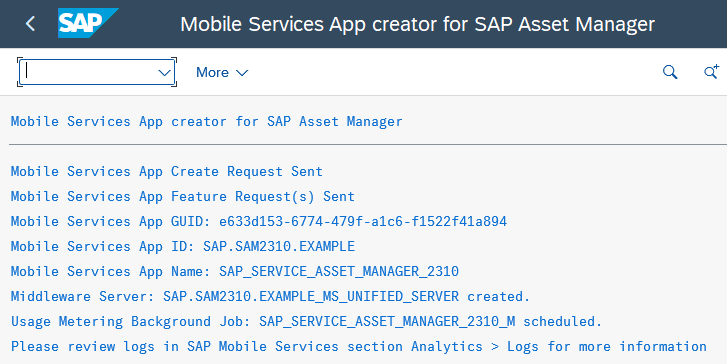 SAP Mobile Services App creator for SAP Asset Manager
More
Mobile Services App creator for SAP Asset Manager
Mobile Services App Create Request Sent
Mobile Services App Feature Request(s) Sent
Mobile Services App GUID: e633d153-6774-479f-a1c6-f1522f41a894
Mobile Services App ID: SAP.SAM2310.EXAMPLE
Mobile Services App Name: SAP_SERVICE_ASSET_MANAGER_2310
Middleware Server: SAP.SAM2310.EXAMPLE_MS_UNIFIED_SERVER created.
Usage Metering Background Job: SAP_SERVICE_ASSET_MANAGER_2310_M scheduled.
Please review logs in SAP Mobile Services section Analytics > Logs for more information